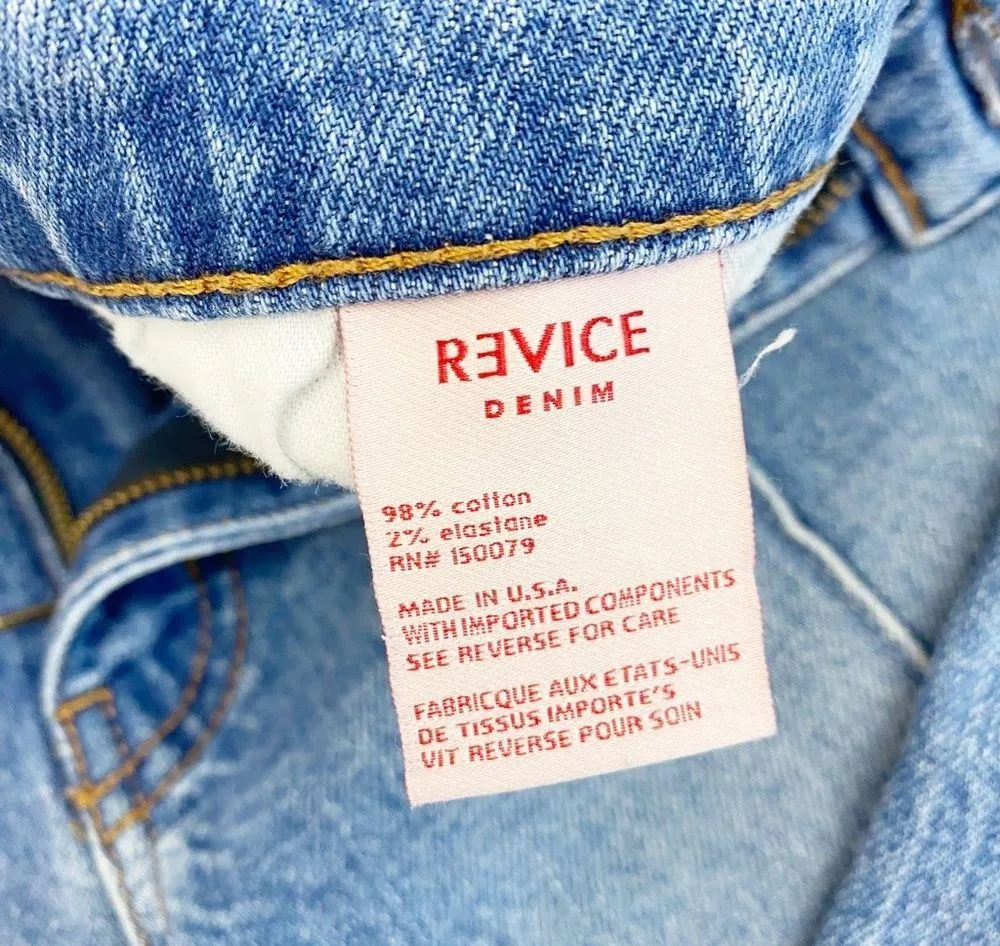 RƎVICE
DENIM
98% cotton
2% elastane
RN# 150079
MADE IN U.S.A.
WITH IMPORTED COMPONENTS
SEE REVERSE FOR CARE
FABRICQUE AUX ETATS-UNIS
DE TISSUS IMPORTE'S
VIT REVERSE POUR SOIN